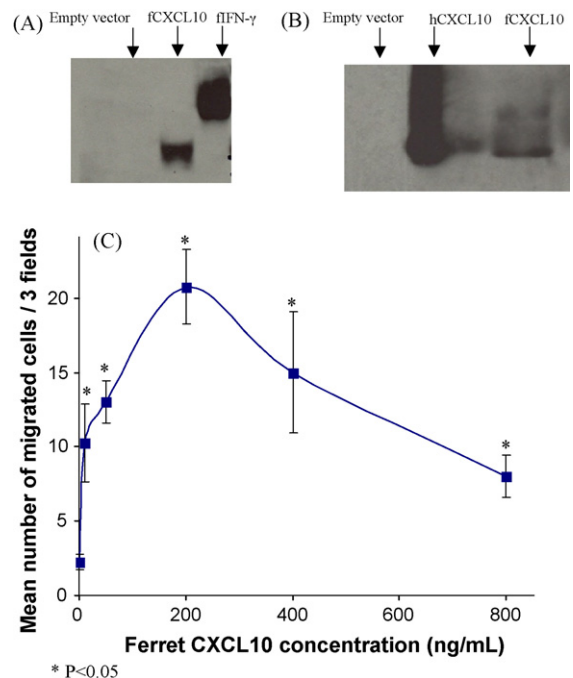 (A)
Empty vector fCXCL10 fIFN-γ
(B)
Empty vector hCXCL10 fCXCL10
(C)
Mean number of migrated cells / 3 fields
20
15
10
5
0
* * * * *
0 200 400 600 800
Ferret CXCL10 concentration (ng/mL)
* P<0.05